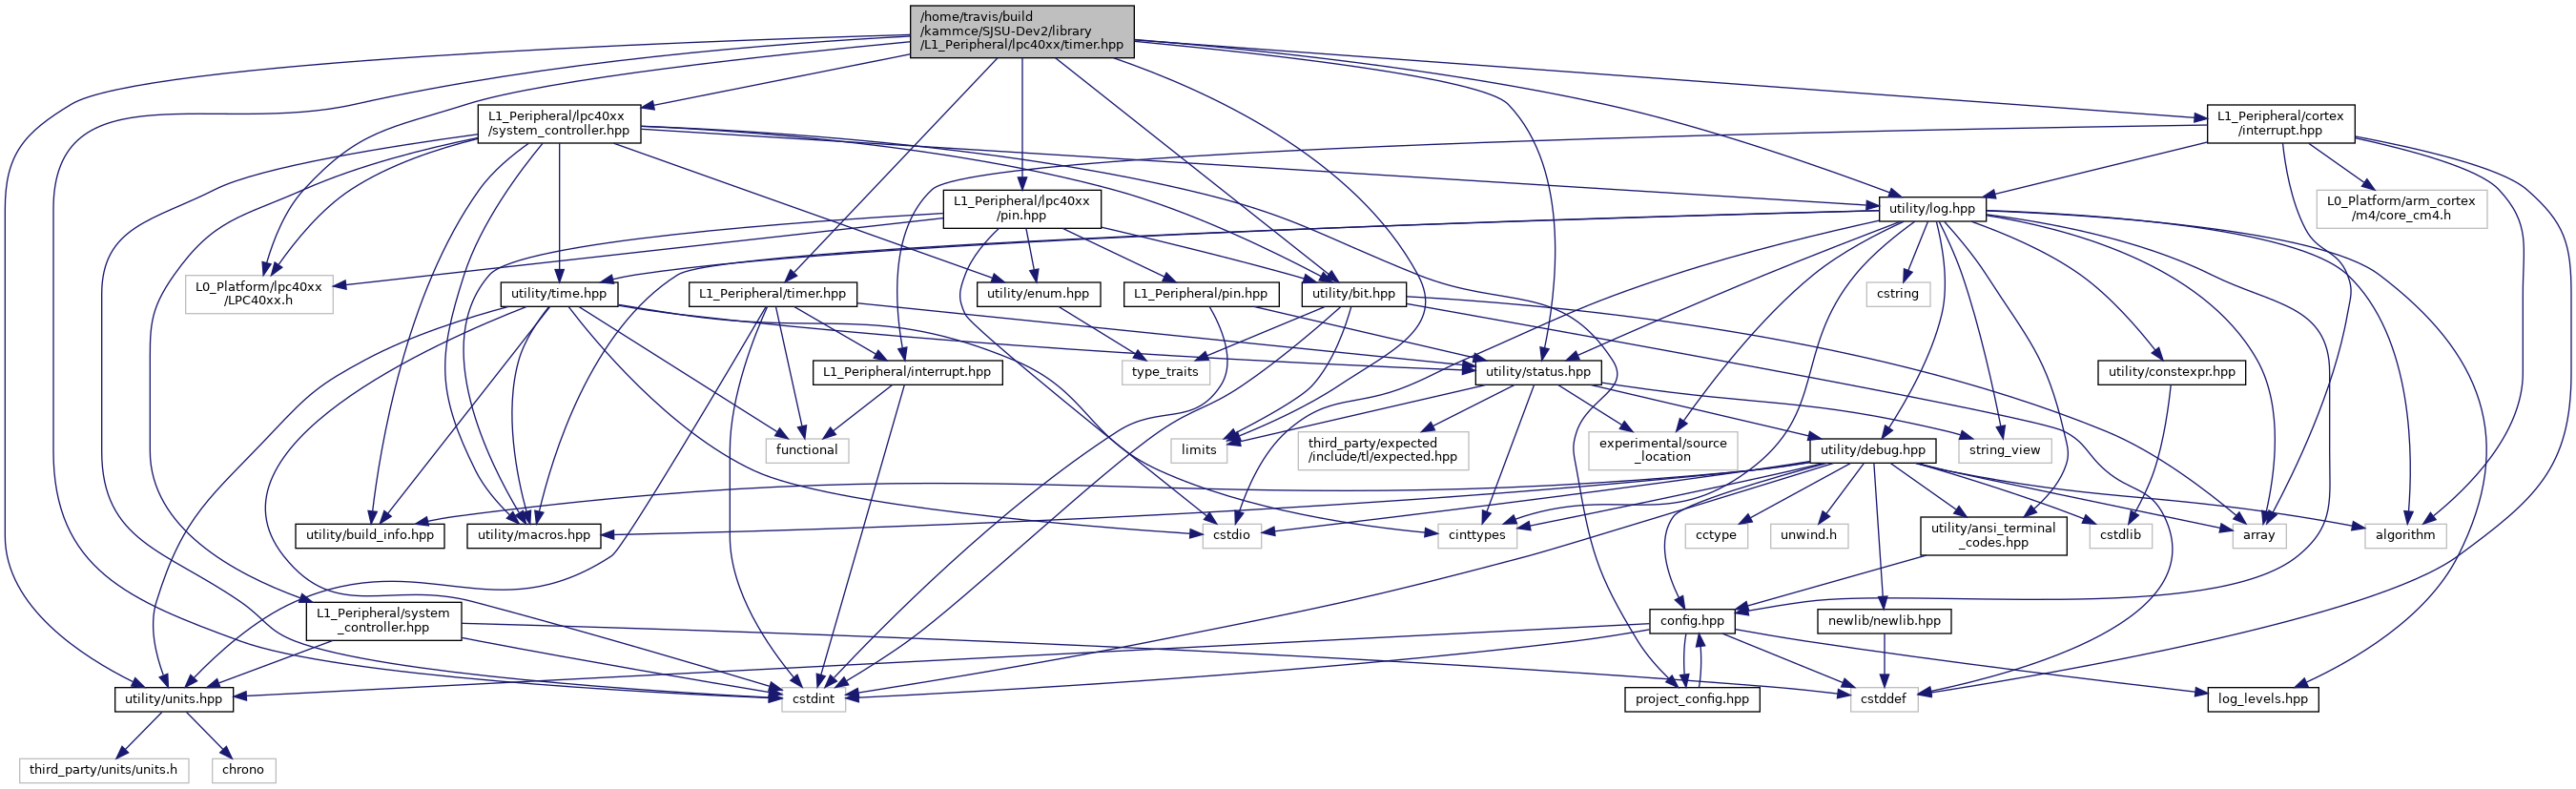 /home/travis/build
/kammce/SJSU-Dev2/library
/L1_Peripheral/lpc40xx/timer.hpp
L1_Peripheral/lpc40xx
/system_controller.hpp
L1_Peripheral/cortex
/interrupt.hpp
L1_Peripheral/lpc40xx
/pin.hpp
utility/log.hpp
L0_Platform/arm_cortex
/m4/core_cm4.h
L0_Platform/lpc40xx
/LPC40xx.h
utility/time.hpp
L1_Peripheral/timer.hpp
utility/enum.hpp
L1_Peripheral/pin.hpp
utility/bit.hpp
cstring
L1_Peripheral/interrupt.hpp
type_traits
utility/status.hpp
utility/constexpr.hpp
functional
limits
third_party/expected
/include/tl/expected.hpp
experimental/source
_location
utility/debug.hpp
string_view
utility/build_info.hpp
utility/macros.hpp
cstdio
cinttypes
cctype
unwind.h
utility/ansi_terminal
_codes.hpp
cstdlib
array
algorithm
L1_Peripheral/system
_controller.hpp
config.hpp
newlib/newlib.hpp
utility/units.hpp
cstdint
project_config.hpp
cstddef
log_levels.hpp
third_party/units/units.h
chrono